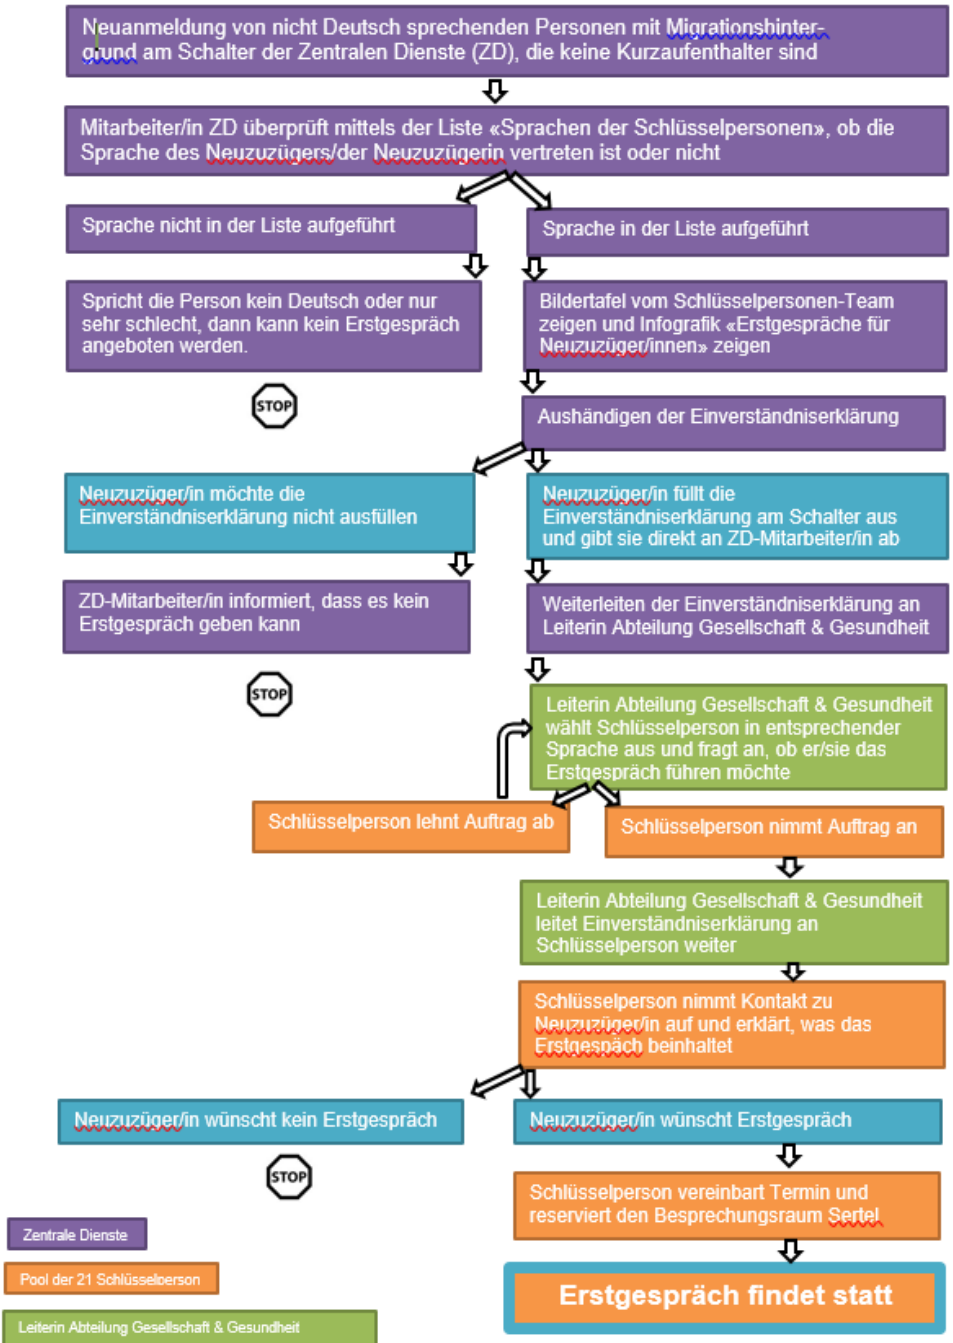 Neuanmeldung von nicht Deutsch sprechenden Personen mit Migrationshinter-
grund am Schalter der Zentralen Dienste (ZD), die keine Kurzaufenthalter sind
Mitarbeiter/in ZD überprüft mittels der Liste «Sprachen der Schlüsselpersonen», ob die
Sprache des Neuzuzügers/der Neuzuzügerin vertreten ist oder nicht
Sprache nicht in der Liste aufgeführt
Sprache in der Liste aufgeführt
Spricht die Person kein Deutsch oder nur
sehr schlecht, dann kann kein Erstgespräch
angeboten werden.
Bildertafel vom Schlüsselpersonen-Team
zeigen und Infografik «Erstgespräche für
Neuzuzüger/innen» zeigen
STOP
Aushändigen der Einverständniserklärung
Neuzuzüger/in möchte die
Einverständniserklärung nicht ausfüllen
Neuzuzüger/in füllt die
Einverständniserklärung am Schalter aus
und gibt sie direkt an ZD-Mitarbeiter/in ab
ZD-Mitarbeiter/in informiert, dass es kein
Erstgespräch geben kann
Weiterleiten der Einverständniserklärung an
Leiterin Abteilung Gesellschaft & Gesundheit
STOP
Leiterin Abteilung Gesellschaft & Gesundheit
wählt Schlüsselperson in entsprechender
Sprache aus und fragt an, ob er/sie das
Erstgespräch führen möchte
Schlüsselperson lehnt Auftrag ab
Schlüsselperson nimmt Auftrag an
Leiterin Abteilung Gesellschaft & Gesundheit
leitet Einverständniserklärung an
Schlüsselperson weiter
Schlüsselperson nimmt Kontakt zu
Neuzuzüger/in auf und erklärt, was das
Erstgespäch beinhaltet
Neuzuzüger/in wünscht kein Erstgespräch
Neuzuzüger/in wünscht Erstgespräch
STOP
Schlüsselperson vereinbart Termin und
reserviert den Besprechungsraum Sertel
Zentrale Dienste
Pool der 21 Schlüsselperson
Erstgespräch findet statt
Leiterin Abteilung Gesellschaft & Gesundheit